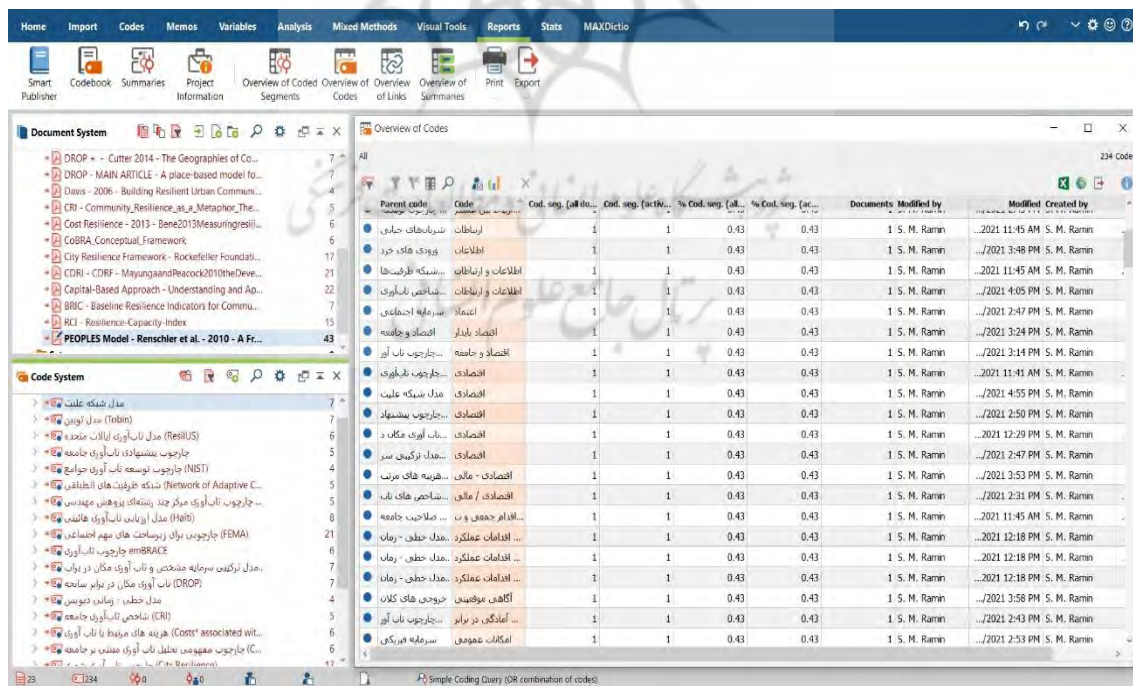 Home Import Codes Memos Variables Analysis Mixed Methods Visual Tools Reports Stats MAXDictio
Smart Publisher
Codebook
Summaries
Project Information
Overview of Coded Segments
Overview of Codes
Overview of Links
Overview of Summaries
Print
Export
Document System
DROP + - Cutter 2014 - The Geographies of Co... 7
DROP - MAIN ARTICLE - A place-based model fo... 7
Davis - 2006 - Building Resilient Urban Communi... 4
CRI - Community_Resilience_as_a_Metaphor_The... 5
Cost Resilience - 2013 - Bene2013Measuringresili... 6
CoBRA_Conceptual_Framework 6
City Resilience Framework - Rockefeller Foundati... 17
CDRI - CDRF - MayungaandPeacock2010theDeve... 21
Capital-Based Approach - Understanding and Ap... 22
BRIC - Baseline Resilience Indicators for Commu... 7
RCI - Resilience-Capacity-Index 15
PEOPLES Model - Renschler et al. - 2010 - A Fr... 43
Code System
مدل شبکه علیت 7
مدل توبین (Tobin) 7
مدل تاب‌آوری ایالات متحده (ResilUS) 6
چارچوب پیشنهادی تاب‌آوری جامعه 5
چارچوب توسعه تاب آوری جوامع (NIST) 4
شبکه ظرفیت‌های انطباقی (Network of Adaptive C... 5
چارچوب تاب‌آوری مرکز چند رشته‌ای پژوهش مهندسی ... 5
مدل ارزیابی تاب‌آوری هائیتی (Haiti) 8
چارچوبی برای زیرساخت های مهم اجتماعی (FEMA) 21
چارچوب تاب‌آوری emBRACE 6
مدل ترکیبی سرمایه مشخص و تاب آوری مکان در براب... 7
تاب آوری مکان در برابر سانحه (DROP) 7
مدل خطی - زمانی دیویس 4
شاخص تاب‌آوری جامعه (CRI) 5
هزینه های مرتبط با تاب آوری (Costs* associated wit... 6
چارچوب مفهومی تحلیل تاب آوری مبتنی بر جامعه (C... 6
Overview of Codes
All 234 Code
Parent code Code Cod. seg. (all do... Cod. seg. (activ... % Cod. seg. (all... % Cod. seg. (ac... Documents Modified by Modified Created by
شریان‌های حیاتی ارتباطات 1 1 0.43 0.43 1 S. M. Ramin ...2021 11:45 AM S. M. Ramin
ورودی های خرد اطلاعات 1 1 0.43 0.43 1 S. M. Ramin .../2021 3:48 PM S. M. Ramin
شبکه ظرفیت‌ها... اطلاعات و ارتباطات 1 1 0.43 0.43 1 S. M. Ramin ...2021 11:45 AM S. M. Ramin
شاخص تاب‌آوری... اطلاعات و ارتباطات 1 1 0.43 0.43 1 S. M. Ramin .../2021 4:05 PM S. M. Ramin
سرمایه اجتماعی اعتماد 1 1 0.43 0.43 1 S. M. Ramin .../2021 2:47 PM S. M. Ramin
اقتصاد و جامعه اقتصاد پایدار 1 1 0.43 0.43 1 S. M. Ramin .../2021 3:24 PM S. M. Ramin
چارچوب تاب آور... اقتصاد و جامعه 1 1 0.43 0.43 1 S. M. Ramin .../2021 3:14 PM S. M. Ramin
چارچوب تاب‌آوری... اقتصادی 1 1 0.43 0.43 1 S. M. Ramin ...2021 11:41 AM S. M. Ramin
مدل شبکه علیت اقتصادی 1 1 0.43 0.43 1 S. M. Ramin .../2021 4:55 PM S. M. Ramin
چارچوب پیشنهاد... اقتصادی 1 1 0.43 0.43 1 S. M. Ramin .../2021 2:50 PM S. M. Ramin
تاب آوری مکان د... اقتصادی 1 1 0.43 0.43 1 S. M. Ramin ...2021 12:29 PM S. M. Ramin
مدل ترکیبی سر... اقتصادی 1 1 0.43 0.43 1 S. M. Ramin .../2021 2:47 PM S. M. Ramin
هزینه های مرتب... اقتصادی - مالی 1 1 0.43 0.43 1 S. M. Ramin .../2021 3:53 PM S. M. Ramin
شاخص های تاب... اقتصادی / مالی 1 1 0.43 0.43 1 S. M. Ramin .../2021 2:31 PM S. M. Ramin
صلاحیت جامعه ... اقدام جمعی و ت... 1 1 0.43 0.43 1 S. M. Ramin ...2021 11:45 AM S. M. Ramin
مدل خطی - زمان... اقدامات عملکرد ... 1 1 0.43 0.43 1 S. M. Ramin ...2021 12:18 PM S. M. Ramin
مدل خطی - زمان... اقدامات عملکرد ... 1 1 0.43 0.43 1 S. M. Ramin ...2021 12:18 PM S. M. Ramin
مدل خطی - زمان... اقدامات عملکرد ... 1 1 0.43 0.43 1 S. M. Ramin ...2021 12:18 PM S. M. Ramin
خروجی های کلان آگاهی موقعیتی 1 1 0.43 0.43 1 S. M. Ramin .../2021 3:58 PM S. M. Ramin
چارچوب تاب آور... آمادگی در برابر ... 1 1 0.43 0.43 1 S. M. Ramin .../2021 2:43 PM S. M. Ramin
سرمایه فیزیکی امکانات عمومی 1 1 0.43 0.43 1 S. M. Ramin .../2021 2:53 PM S. M. Ramin
23 234 0 0 Simple Coding Query (OR combination of codes)
پرتال جامع علوم انسانی